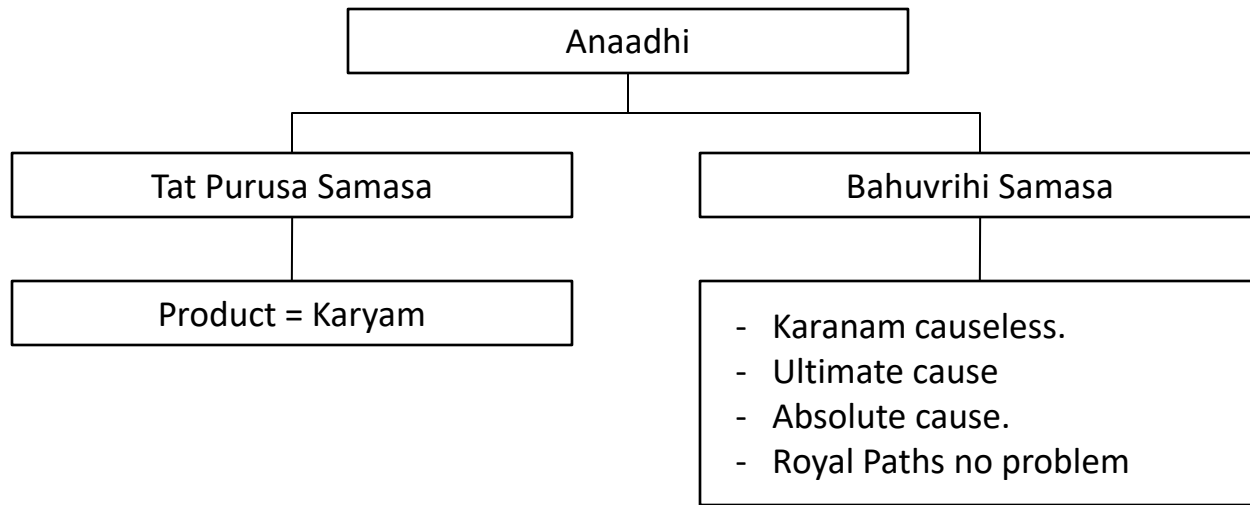 Anaadhi
Tat Purusa Samasa
Bahuvrihi Samasa
Product = Karyam
- Karanam causeless.
- Ultimate cause
- Absolute cause.
- Royal Paths no problem